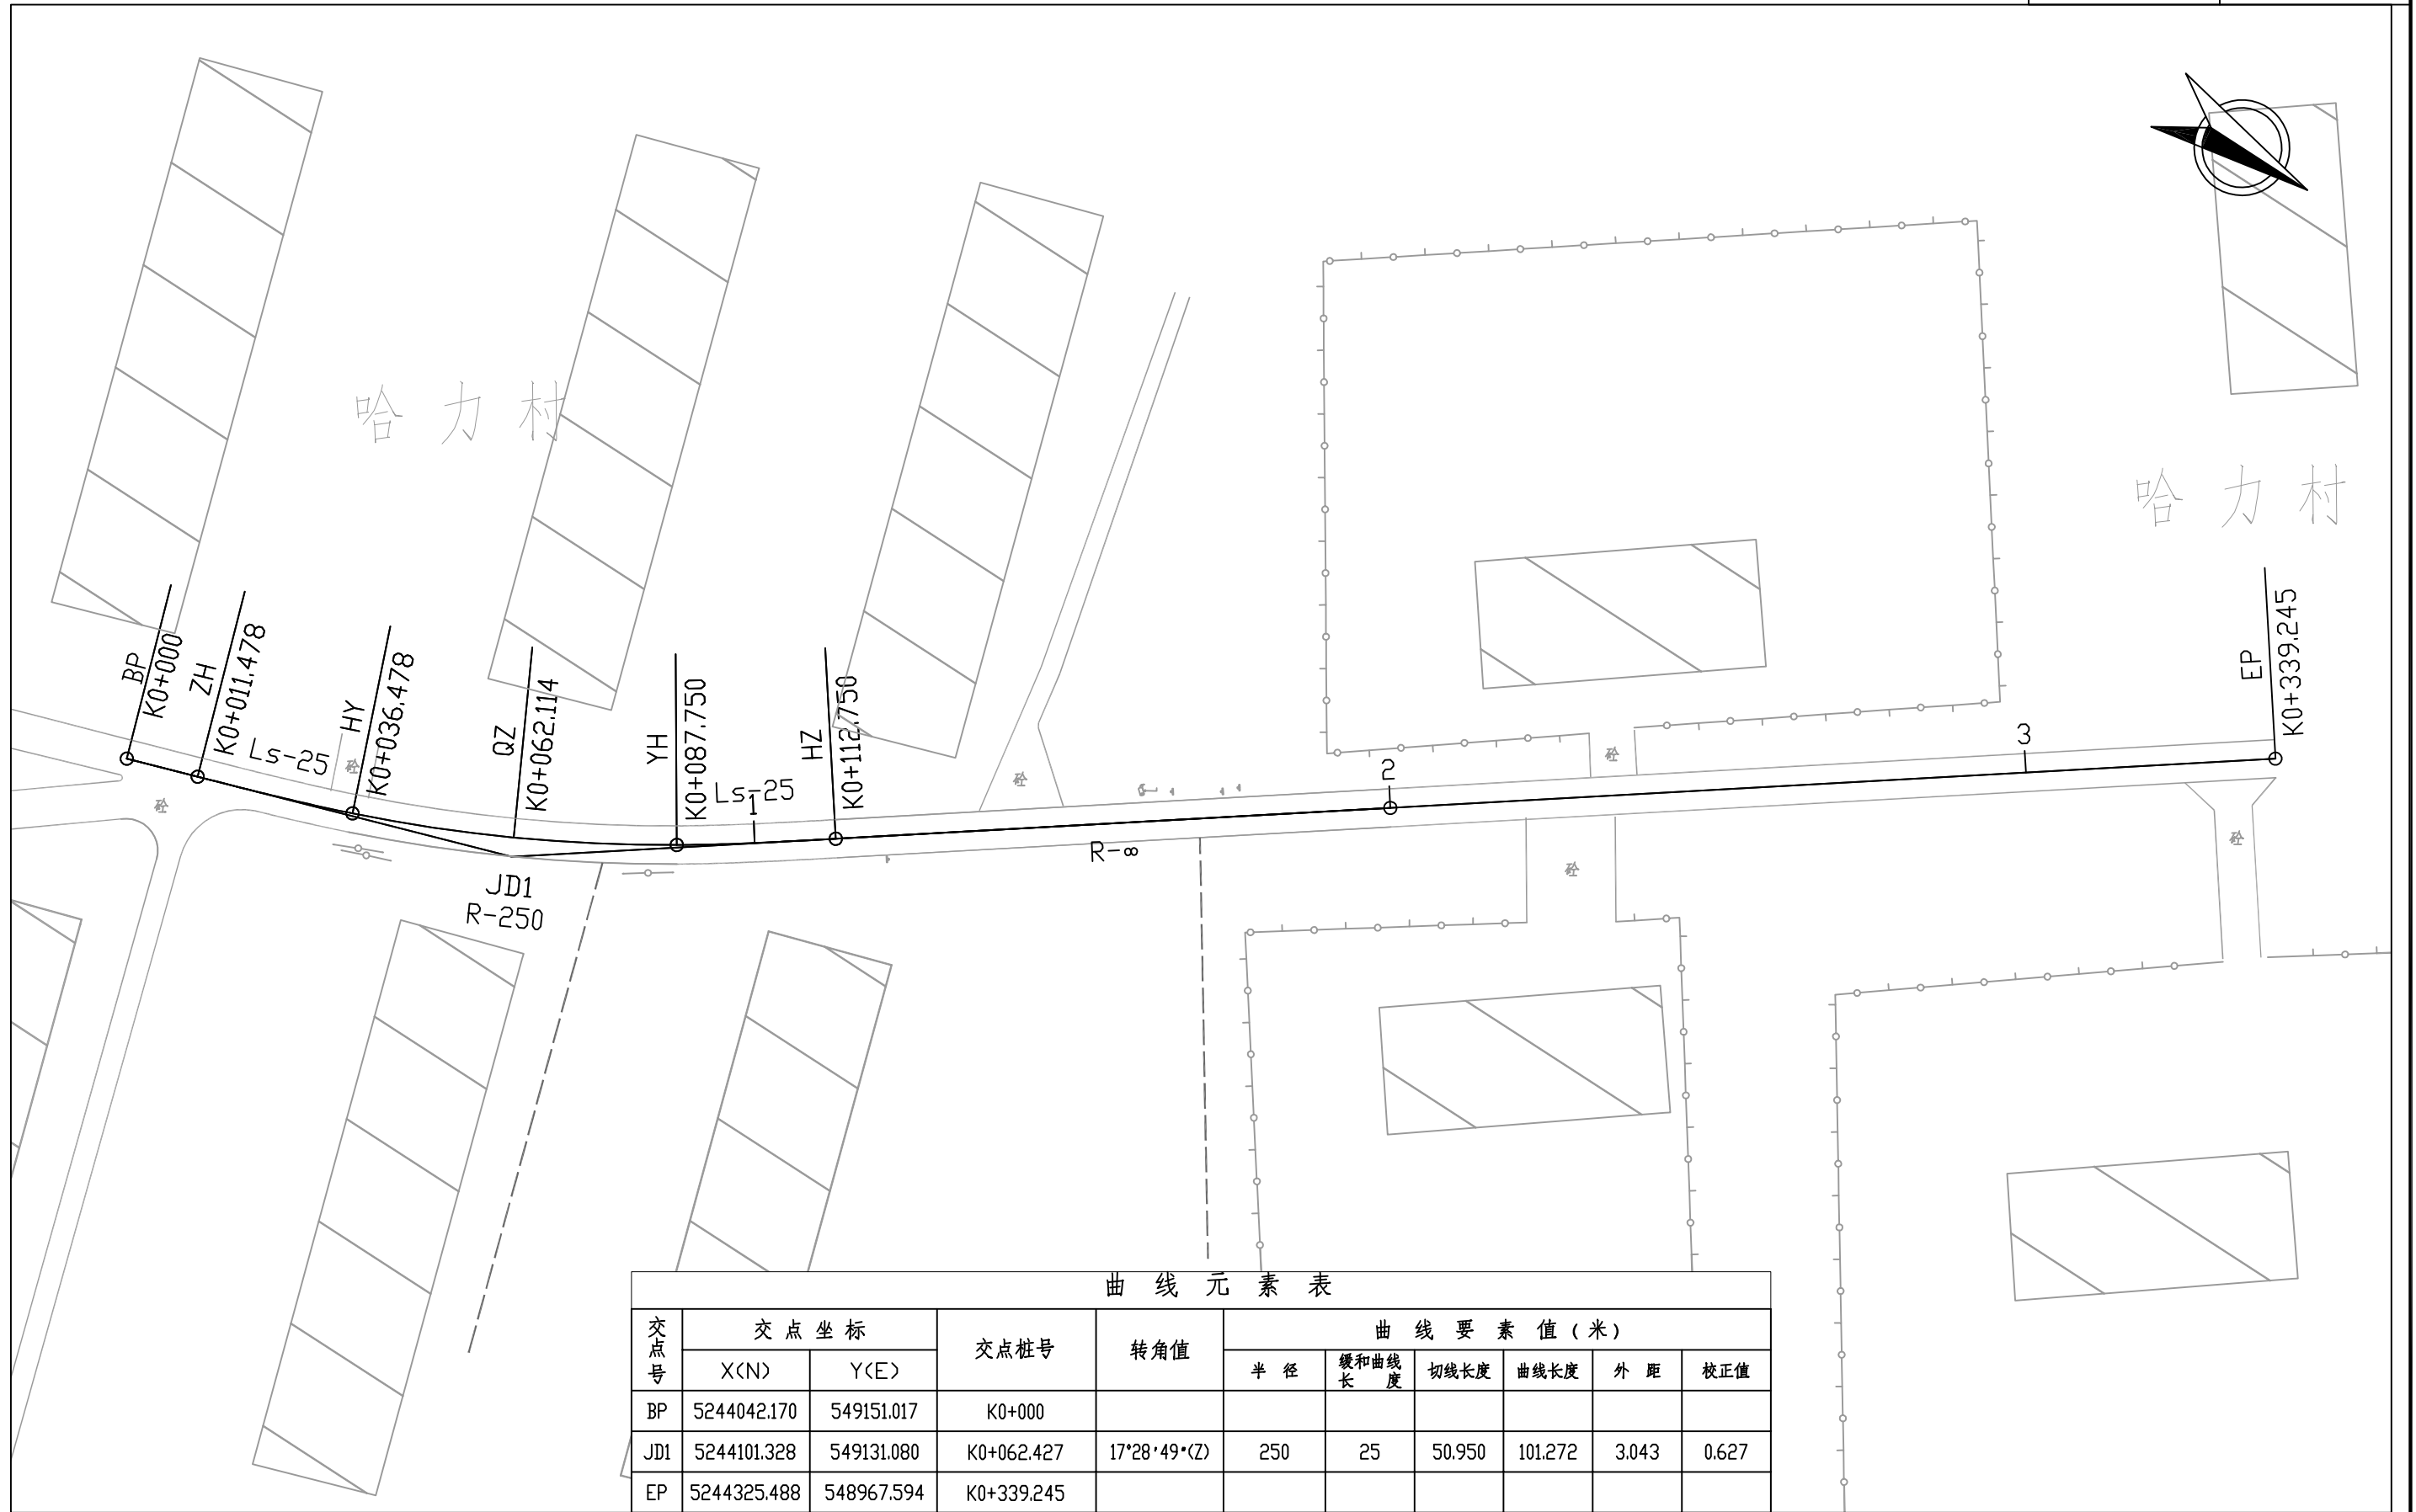 哈力村
哈力村
BP
K0+000
ZH
K0+011.478
Ls-25
砼
HY
K0+036.478
QZ
K0+062.114
YH
K0+087.750
Ls-25
1
HZ
K0+112.750
2
3
EP
K0+339.245
砼
砼
砼
砼
砼
R-∞
JD1
R-250
曲线元素表
交点号 交点坐标 交点桩号 转角值 曲线要素值(米)
X(N) Y(E) 半径 缓和曲线长度 切线长度 曲线长度 外距 校正值
BP 5244042.170 549151.017 K0+000
JD1 5244101.328 549131.080 K0+062.427 17°28'49"(Z) 250 25 50.950 101.272 3.043 0.627
EP 5244325.488 548967.594 K0+339.245